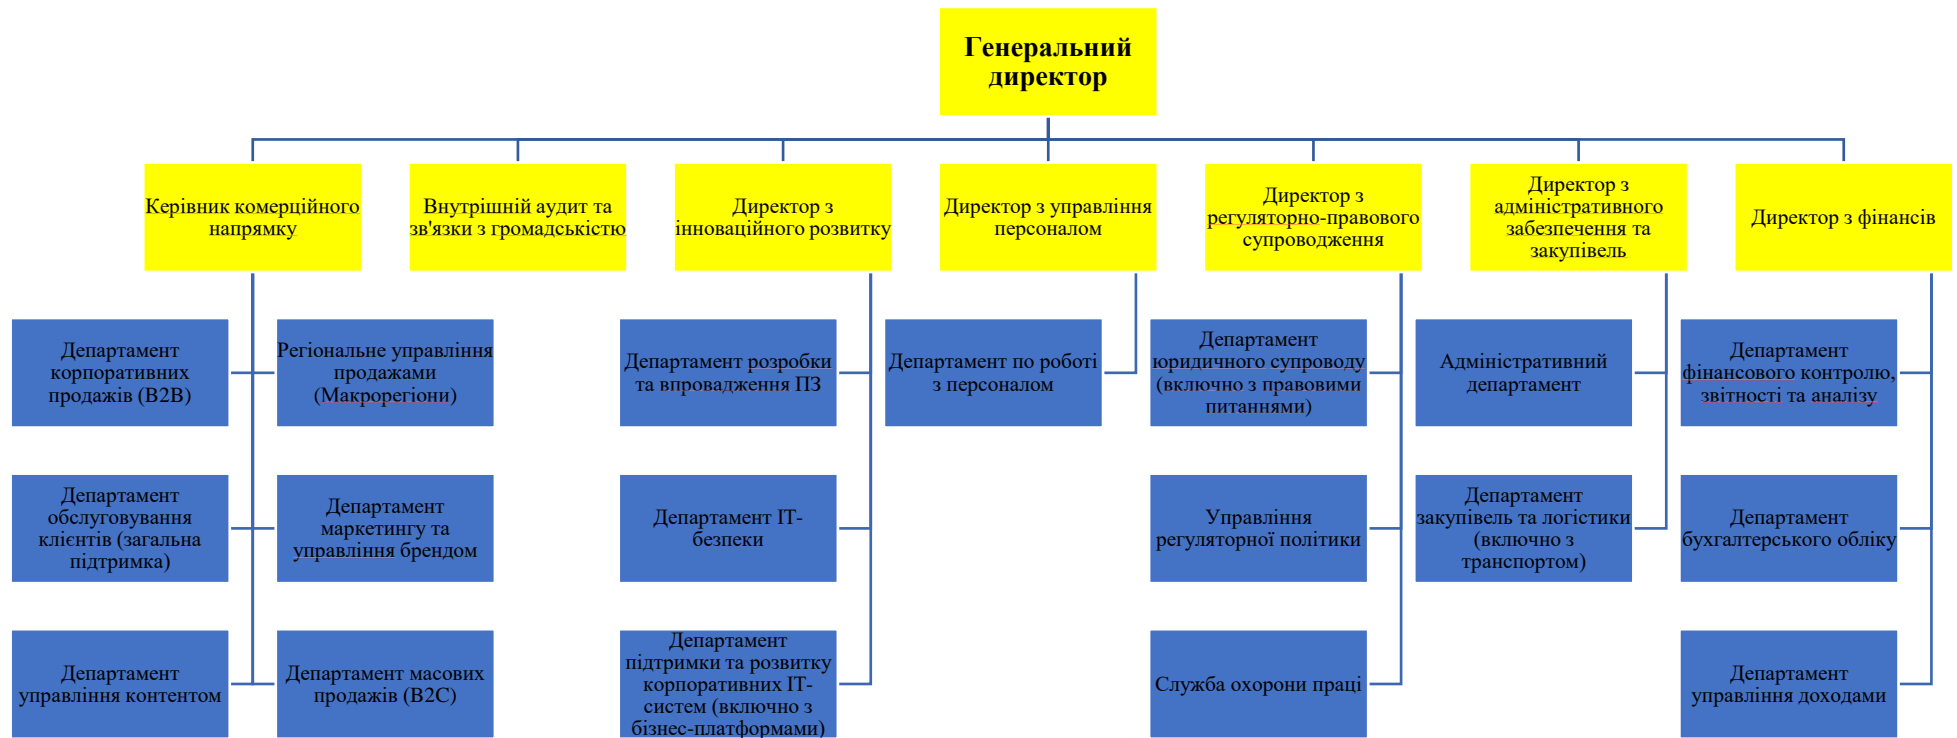 Генеральний
директор
Керівник комерційного
напрямку
Внутрішній аудит та
зв'язки з громадськістю
Директор з
інноваційного розвитку
Директор з управління
персоналом
Директор з
регуляторно-правового
супроводження
Директор з
адміністративного
забезпечення та
закупівель
Директор з фінансів
Департамент
корпоративних
продажів (B2B)
Регіональне управління
продажами
(Макрорегіони)
Департамент розробки
та впровадження ПЗ
Департамент по роботі
з персоналом
Департамент
юридичного супроводу
(включно з правовими
питаннями)
Адміністративний
департамент
Департамент
фінансового контролю,
звітності та аналізу
Департамент
обслуговування
клієнтів (загальна
підтримка)
Департамент
маркетингу та
управління брендом
Департамент ІТ-
безпеки
Управління
регуляторної політики
Департамент
закупівель та логістики
(включно з
транспортом)
Департамент
бухгалтерського обліку
Департамент
управління контентом
Департамент масових
продажів (B2C)
Департамент
підтримки та розвитку
корпоративних ІТ-
систем (включно з
бізнес-платформами)
Служба охорони праці
Департамент
управління доходами